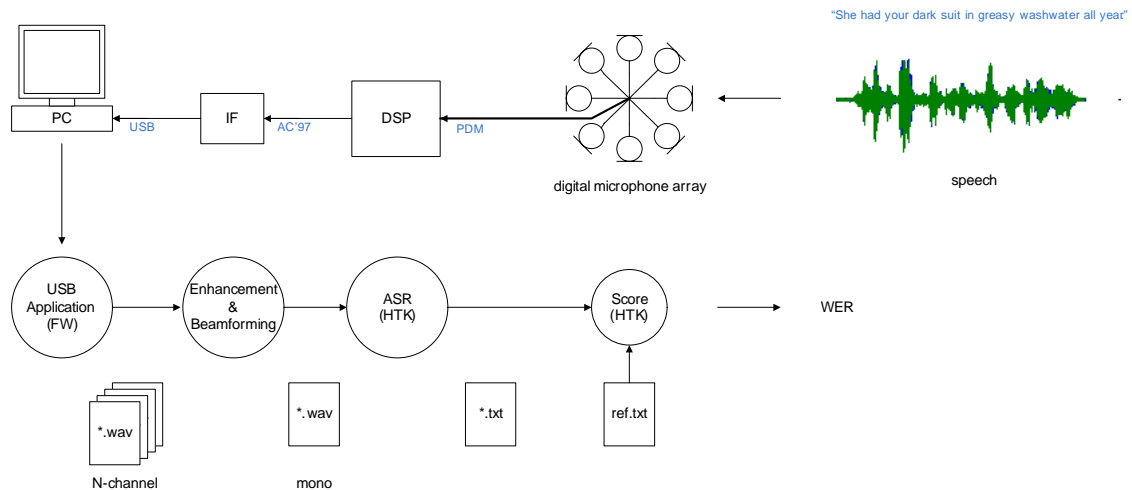 “She had your dark suit in greasy washwater all year.”
PC
USB
IF
AC’97
DSP
PDM
digital microphone array
speech
USB
Application
(FW)
Enhancement
&
Beamforming
ASR
(HTK)
Score
(HTK)
WER
*.wav
*.wav
*.txt
ref.txt
N-channel
mono